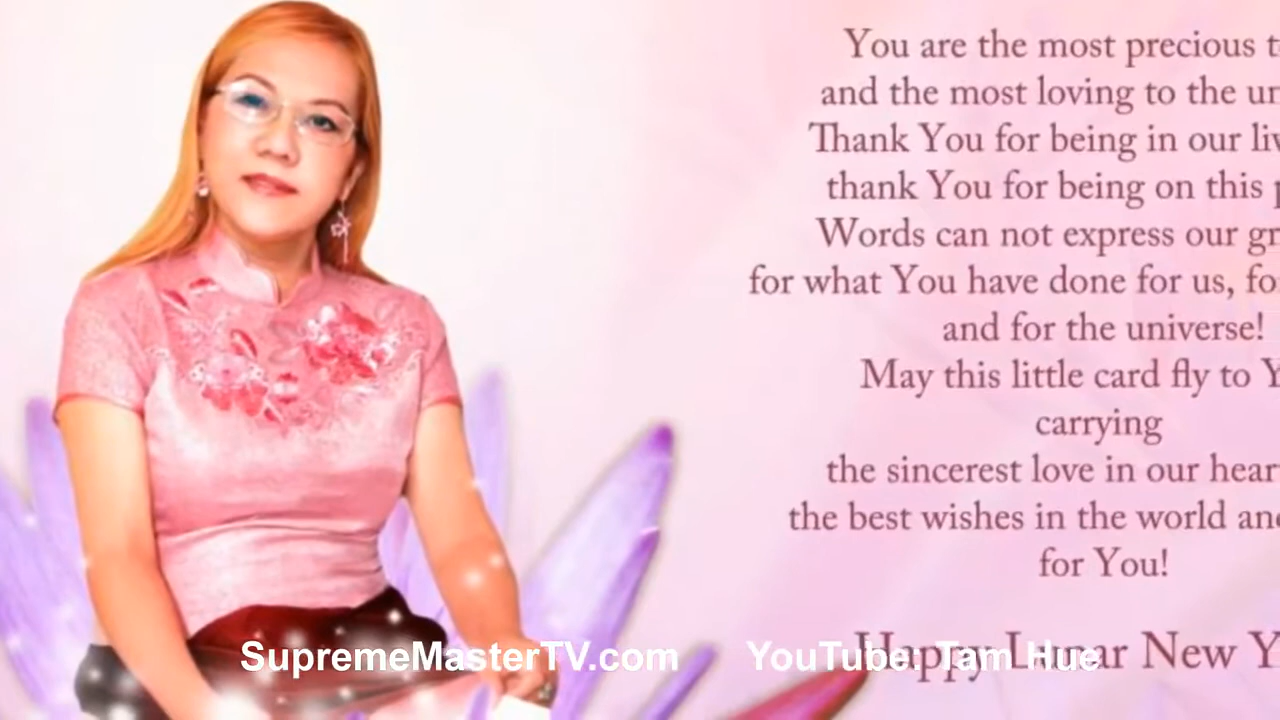 You are the most precious
and the most loving to the
Thank You for being in our
thank You for being on this
Words can not express our
for what You have done for us,
and for the universe!
May this little card fly to
carrying
the sincerest love in our
the best wishes in the world
for You!
Happy Lunar New
SupremeMasterTV.com YouTube: Tam Hue